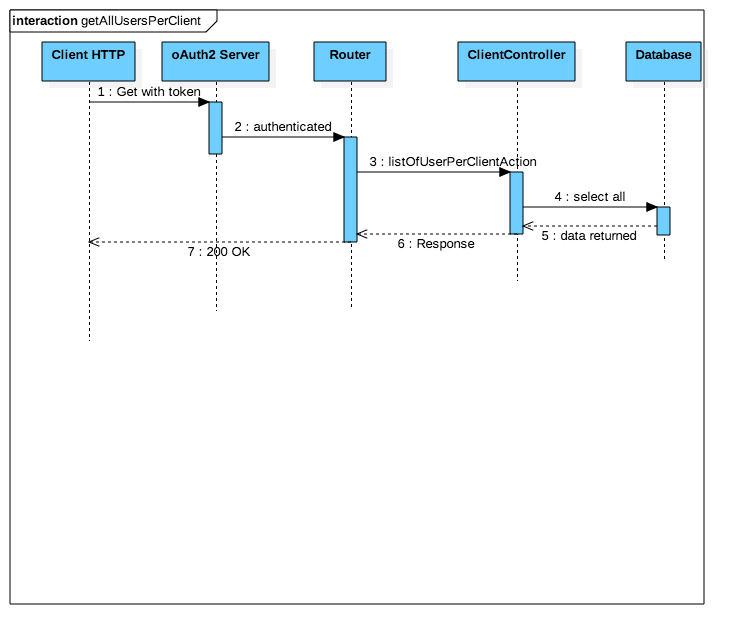 interaction getAllUsersPerClient
Client HTTP
oAuth2 Server
Router
ClientController
Database
1 : Get with token
2 : authenticated
3 : listOfUserPerClientAction
4 : select all
5 : data returned
6 : Response
7 : 200 OK